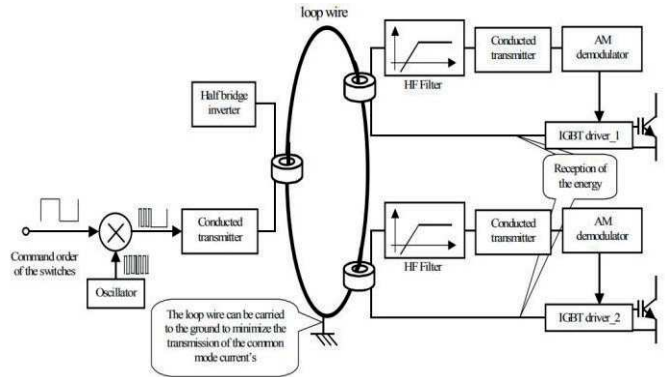 loop wire
Half bridge
inverter
Command order
of the switches
Oscillator
Conducted
transmitter
The loop wire can be carried
to the ground to minimize the
transmission of the common
mode current's
HF Filter
Conducted
transmitter
AM
demodulator
IGBT driver_1
Reception of
the energy
HF Filter
Conducted
transmitter
AM
demodulator
IGBT driver_2